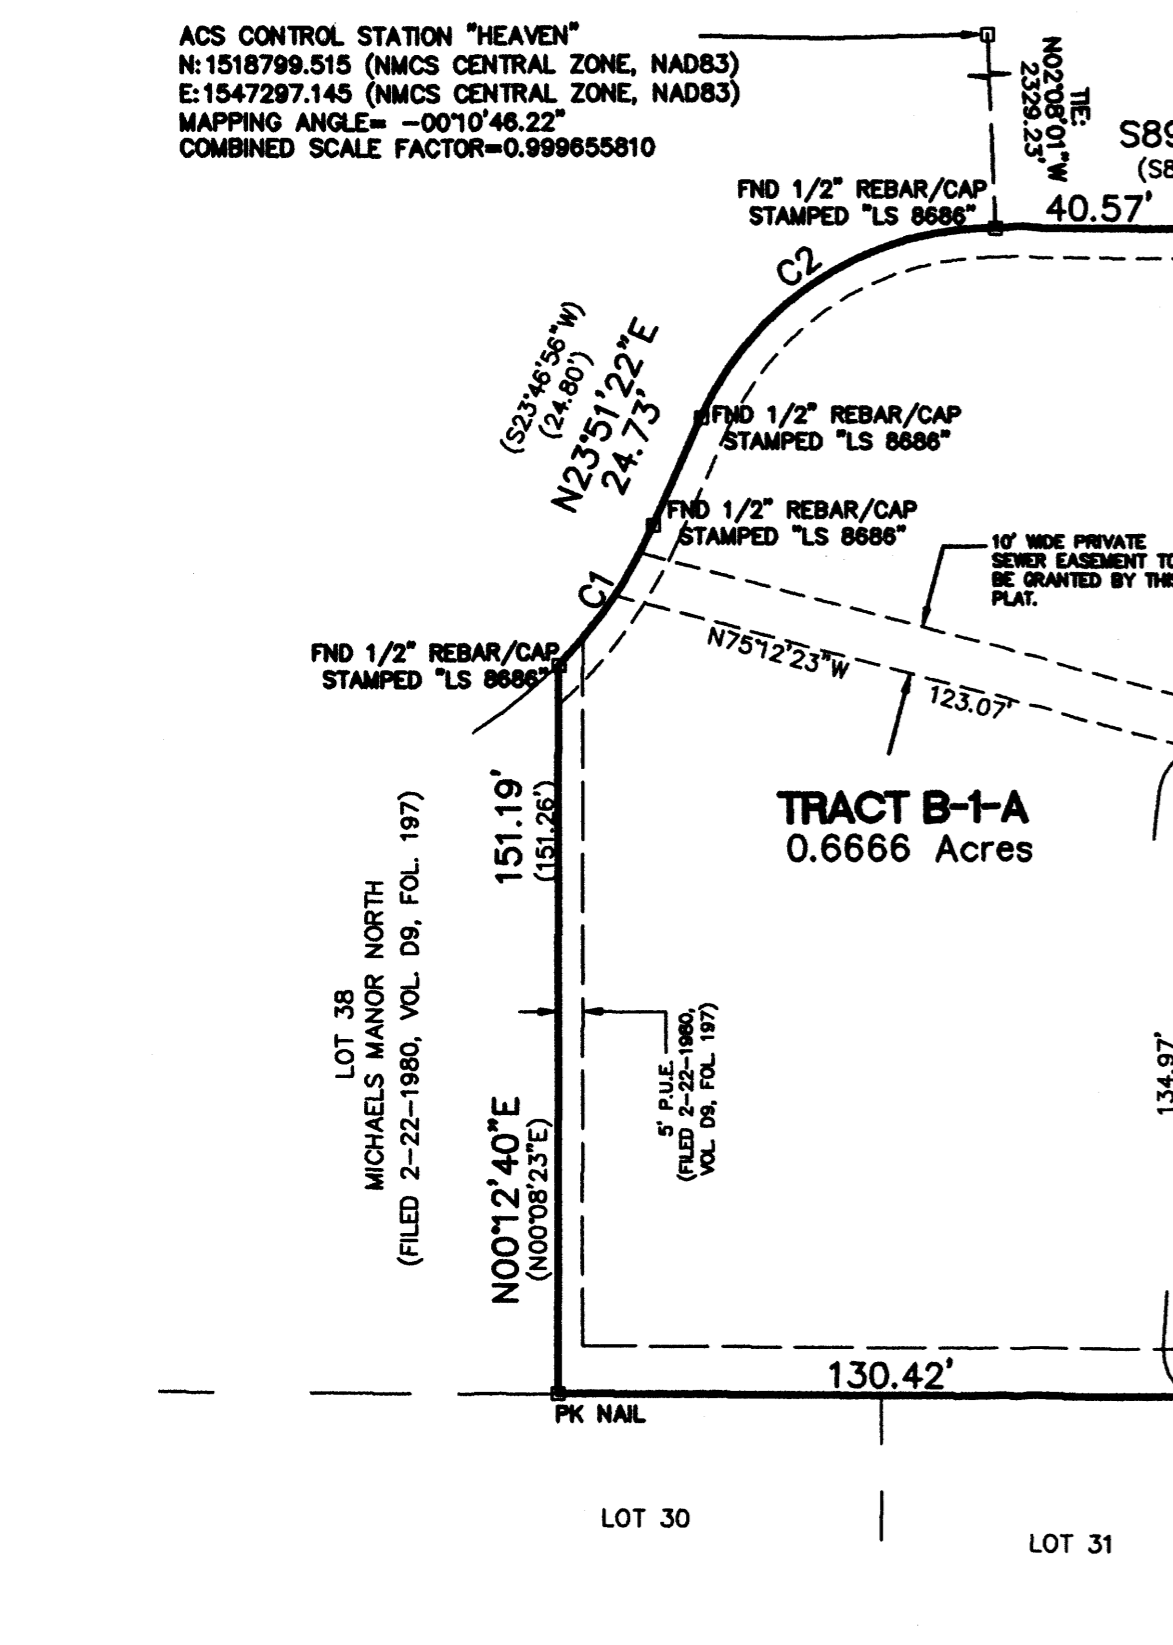 ACS CONTROL STATION "HEAVEN"
N:1518799.515 (NMCS CENTRAL ZONE, NAD83)
E:1547297.145 (NMCS CENTRAL ZONE, NAD83)
MAPPING ANGLE= -00°10'46.22"
COMBINED SCALE FACTOR=0.999655810
TIE:
N02°08'01"W
2329.23'
S89
(S8
40.57'
FND 1/2" REBAR/CAP
STAMPED "LS 8686"
C2
(S23°46'56"W)
(24.80')
N23°51'22"E
24.73'
FND 1/2" REBAR/CAP
STAMPED "LS 8686"
FND 1/2" REBAR/CAP
STAMPED "LS 8686"
10' WIDE PRIVATE
SEWER EASEMENT TO
BE GRANTED BY THIS
PLAT.
C1
N75°12'23"W
123.07'
FND 1/2" REBAR/CAP
STAMPED "LS 8686"
151.19'
(151.26')
TRACT B-1-A
0.6666 Acres
LOT 38
MICHAELS MANOR NORTH
(FILED 2-22-1980, VOL. D9, FOL. 197)
5' P.U.E.
(FILED 2-22-1980,
VOL. D9, FOL. 197)
134.97'
N00°12'40"E
(N00°08'23"E)
130.42'
PK NAIL
LOT 30
LOT 31